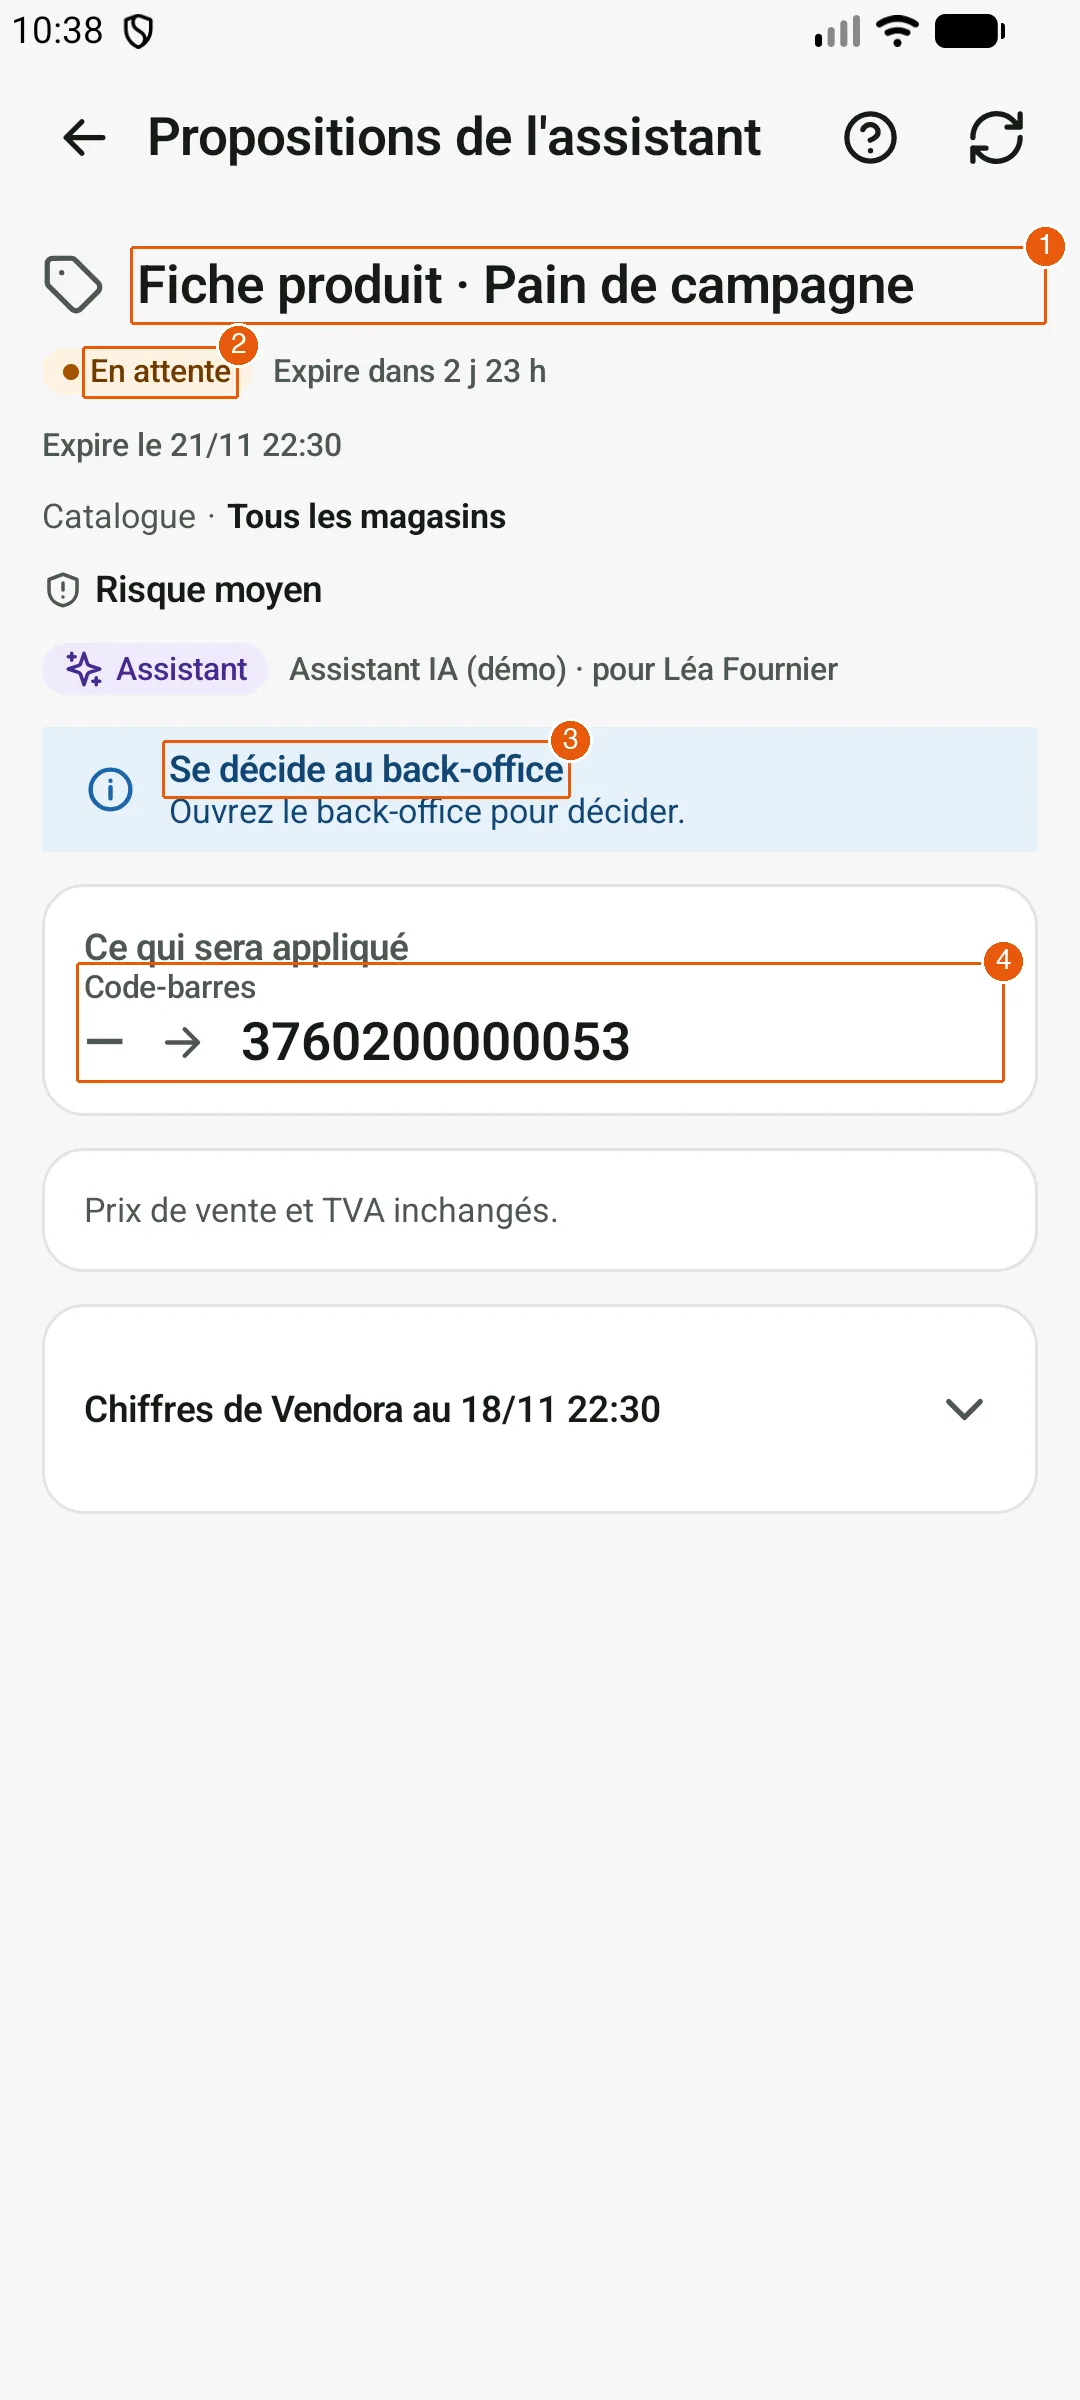 10:38
Propositions de l'assistant
1
Fiche produit · Pain de campagne
2
En attente
Expire dans 2 j 23 h
Expire le 21/11 22:30
Catalogue · Tous les magasins
Risque moyen
Assistant
Assistant IA (démo) · pour Léa Fournier
3
Se décide au back-office
Ouvrez le back-office pour décider.
Ce qui sera appliqué
4
Code-barres
— → 3760200000053
Prix de vente et TVA inchangés.
Chiffres de Vendora au 18/11 22:30